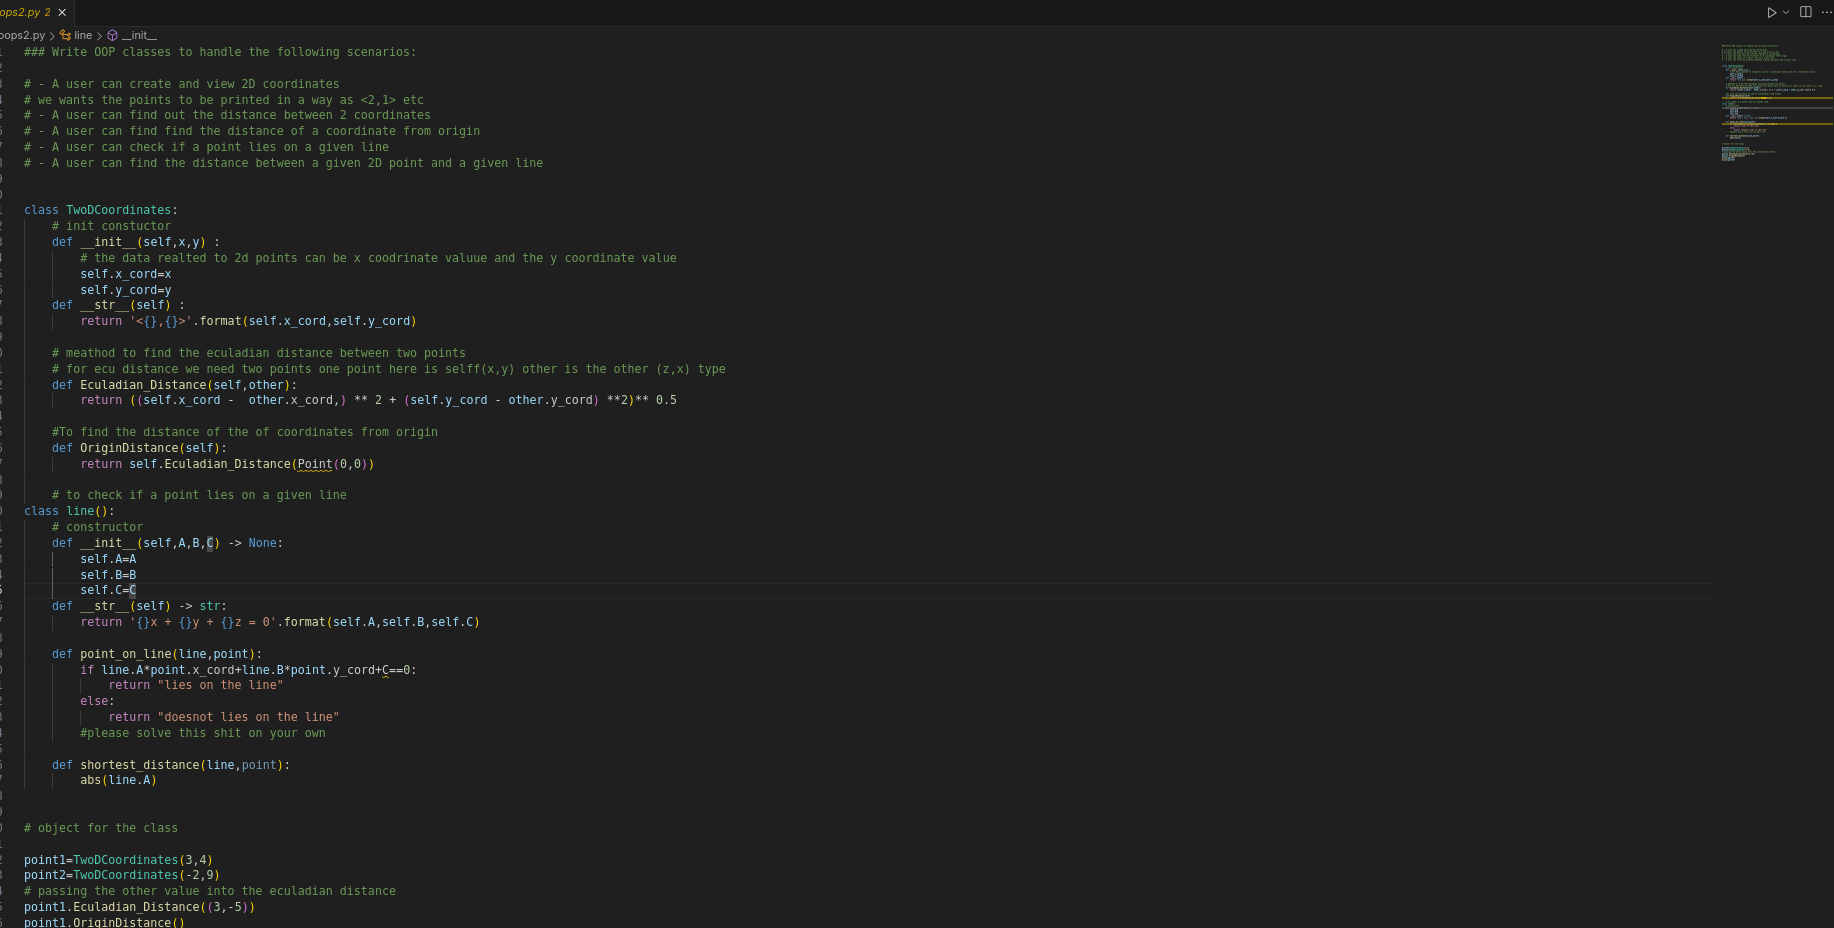 ops2.py 2
oops2.py > line > __init__
### Write OOP classes to handle the following scenarios:
# - A user can create and view 2D coordinates
# we wants the points to be printed in a way as <2,1> etc
# - A user can find out the distance between 2 coordinates
# - A user can find find the distance of a coordinate from origin
# - A user can check if a point lies on a given line
# - A user can find the distance between a given 2D point and a given line
class TwoDCoordinates:
# init constuctor
def __init__(self,x,y) :
# the data realted to 2d points can be x coodrinate valuue and the y coordinate value
self.x_cord=x
self.y_cord=y
def __str__(self) :
return '<{},{}>'.format(self.x_cord,self.y_cord)
# meathod to find the eculadian distance between two points
# for ecu distance we need two points one point here is selff(x,y) other is the other (z,x) type
def Eculadian_Distance(self,other):
return ((self.x_cord -  other.x_cord,) ** 2 + (self.y_cord - other.y_cord) **2)** 0.5
#To find the distance of the of coordinates from origin
def OriginDistance(self):
return self.Eculadian_Distance(Point(0,0))
# to check if a point lies on a given line
class line():
# constructor
def __init__(self,A,B,C) -> None:
self.A=A
self.B=B
self.C=C
def __str__(self) -> str:
return '{}x + {}y + {}z = 0'.format(self.A,self.B,self.C)
def point_on_line(line,point):
if line.A*point.x_cord+line.B*point.y_cord+C==0:
return "lies on the line"
else:
return "doesnot lies on the line"
#please solve this shit on your own
def shortest_distance(line,point):
abs(line.A)
# object for the class
point1=TwoDCoordinates(3,4)
point2=TwoDCoordinates(-2,9)
# passing the other value into the eculadian distance
point1.Eculadian_Distance((3,-5))
point1.OriginDistance()